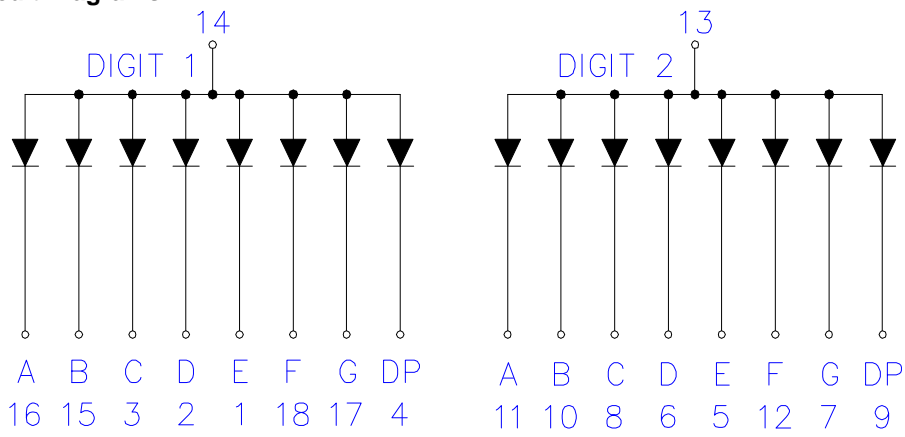 14 13
DIGIT 1 DIGIT 2
A B C D E F G DP A B C D E F G DP
16 15 3 2 1 18 17 4 11 10 8 6 5 12 7 9